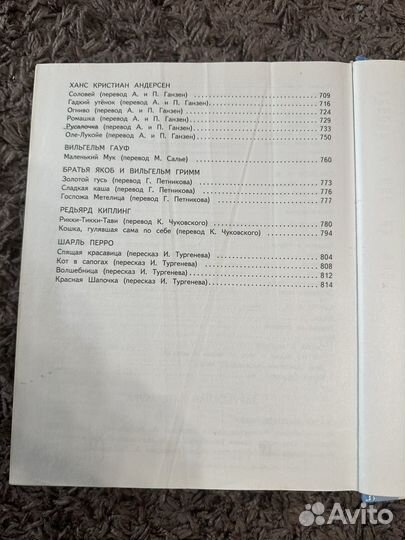 ХАНС КРИСТИАН АНДЕРСЕН
Соловей (перевод А. и П. Ганзен) 709
Гадкий утёнок (перевод А. и П. Ганзен) 716
Огниво (перевод А. и П. Ганзен) 724
Ромашка (перевод А. и П. Ганзен) 729
Русалочка (перевод А. и П. Ганзен) 733
Оле-Лукойе (перевод А. и П. Ганзен) 750
ВИЛЬГЕЛЬМ ГАУФ
Маленький Мук (перевод М. Салье) 760
БРАТЬЯ ЯКОБ И ВИЛЬГЕЛЬМ ГРИММ
Золотой гусь (перевод Г. Петникова) 773
Сладкая каша (перевод Г. Петникова) 776
Госпожа Метелица (перевод Г. Петникова) 777
РЕДЬЯРД КИПЛИНГ
Рикки-Тикки-Тави (перевод К. Чуковского) 780
Кошка, гулявшая сама по себе (перевод К. Чуковского) 794
ШАРЛЬ ПЕРРО
Спящая красавица (пересказ И. Тургенева) 804
Кот в сапогах (пересказ И. Тургенева) 808
Волшебница (пересказ И. Тургенева) 812
Красная Шапочка (пересказ И. Тургенева) 814
Avito